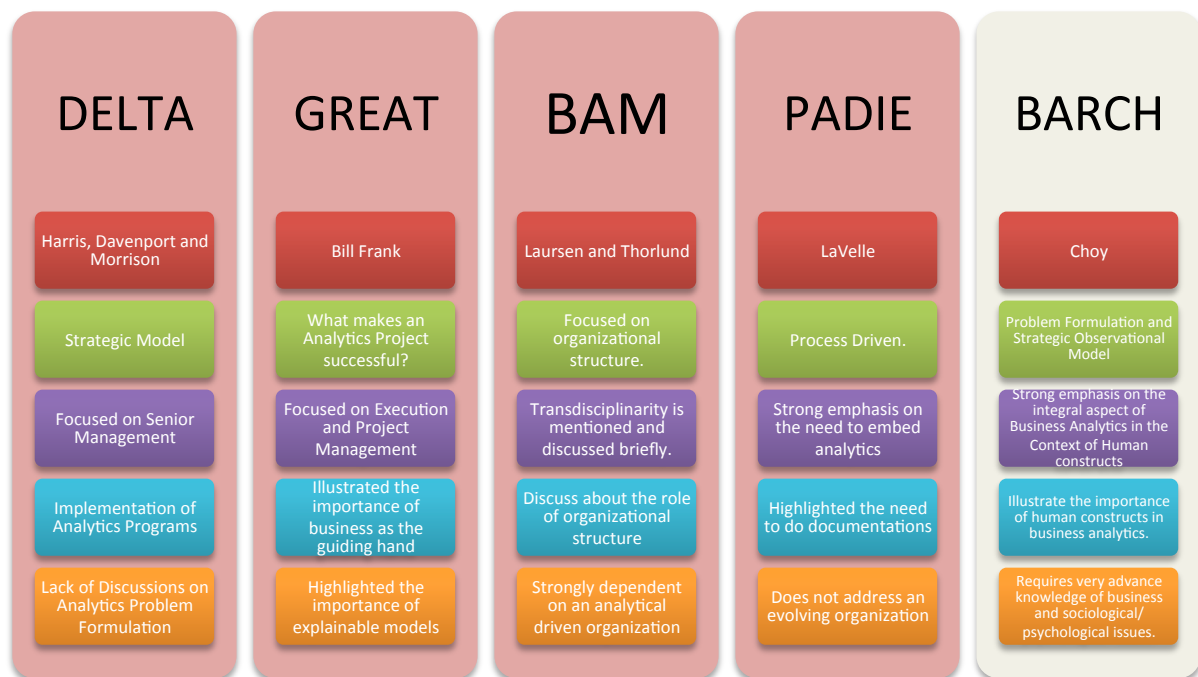 DELTA
Harris, Davenport and
Morrison
Strategic Model
Focused on Senior
Management
Implementation of
Analytics Programs
Lack of Discussions on
Analytics Problem
Formulation
GREAT
Bill Frank
What makes an
Analytics Project
successful?
Focused on Execution
and Project
Management
Illustrated the
importance of
business as the
guiding hand
Highlighted the
importance of
explainable models
BAM
Laursen and Thorlund
Focused on
organizational
structure.
Transdisciplinarity is
mentioned and
discussed briefly.
Discuss about the role
of organizational
structure
Strongly dependent
on an analytical
driven organization
PADIE
LaVelle
Process Driven.
Strong emphasis on
the need to embed
analytics
Highlighted the need
to do documentations
Does not address an
evolving organization
BARCH
Choy
Problem Formulation and
Strategic Observational
Model
Strong emphasis on the
integral aspect of
Business Analytics in the
Context of Human
constructs
Illustrate the importance
of human constructs in
business analytics.
Requires very advance
knowledge of business
and sociological/
psychological issues.